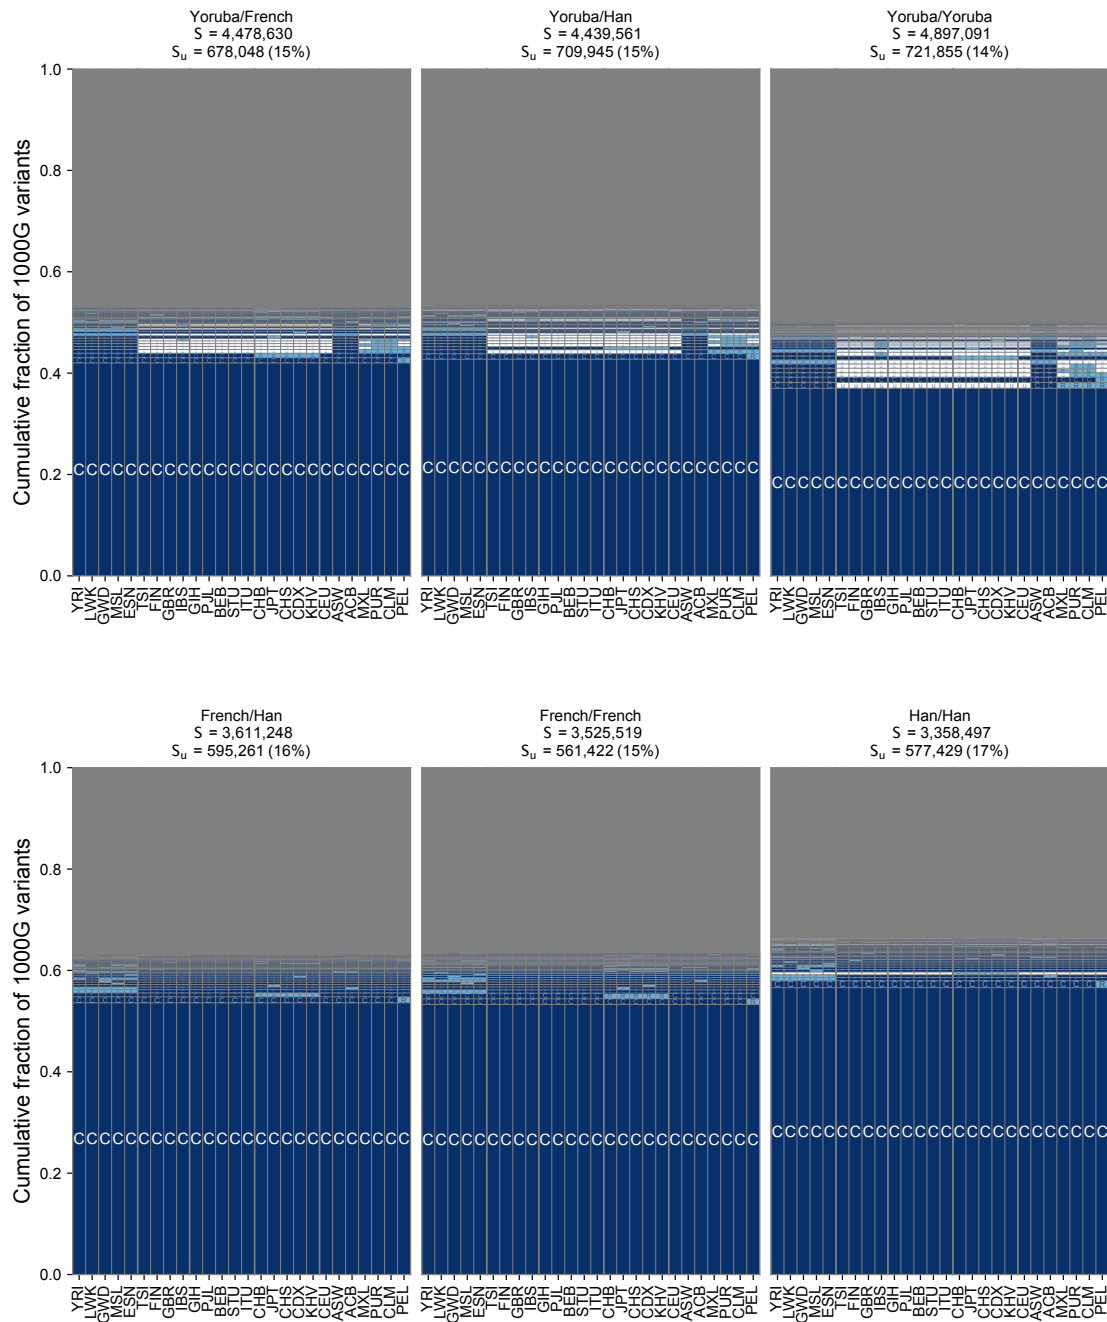 Yoruba/French
S = 4,478,630
Su = 678,048 (15%)
Yoruba/Han
S = 4,439,561
Su = 709,945 (15%)
Yoruba/Yoruba
S = 4,897,091
Su = 721,855 (14%)
Cumulative fraction of 1000G variants
1.0
0.8
0.6
0.4
0.2
0.0
CCCCCCCCCCCCCCCCCCCCCCCCCC
CCCCCCCCCCCCCCCCCCCCCCCCCC
CCCCCCCCCCCCCCCCCCCCCCCCCC
YRI LWK GWD MSL ESN TSI FIN GBR IBS GIH PJL BEB STU ITU CHB JPT CHS CDX KHV CEU ASW ACB MXL PUR CLM PEL
YRI LWK GWD MSL ESN TSI FIN GBR IBS GIH PJL BEB STU ITU CHB JPT CHS CDX KHV CEU ASW ACB MXL PUR CLM PEL
YRI LWK GWD MSL ESN TSI FIN GBR IBS GIH PJL BEB STU ITU CHB JPT CHS CDX KHV CEU ASW ACB MXL PUR CLM PEL
French/Han
S = 3,611,248
Su = 595,261 (16%)
French/French
S = 3,525,519
Su = 561,422 (15%)
Han/Han
S = 3,358,497
Su = 577,429 (17%)
Cumulative fraction of 1000G variants
1.0
0.8
0.6
0.4
0.2
0.0
CCCCCCCCCCCCCCCCCCCCCCCCCC
CCCCCCCCCCCCCCCCCCCCCCCCCC
CCCCCCCCCCCCCCCCCCCCCCCCCC
YRI LWK GWD MSL ESN TSI FIN GBR IBS GIH PJL BEB STU ITU CHB JPT CHS CDX KHV CEU ASW ACB MXL PUR CLM PEL
YRI LWK GWD MSL ESN TSI FIN GBR IBS GIH PJL BEB STU ITU CHB JPT CHS CDX KHV CEU ASW ACB MXL PUR CLM PEL
YRI LWK GWD MSL ESN TSI FIN GBR IBS GIH PJL BEB STU ITU CHB JPT CHS CDX KHV CEU ASW ACB MXL PUR CLM PEL